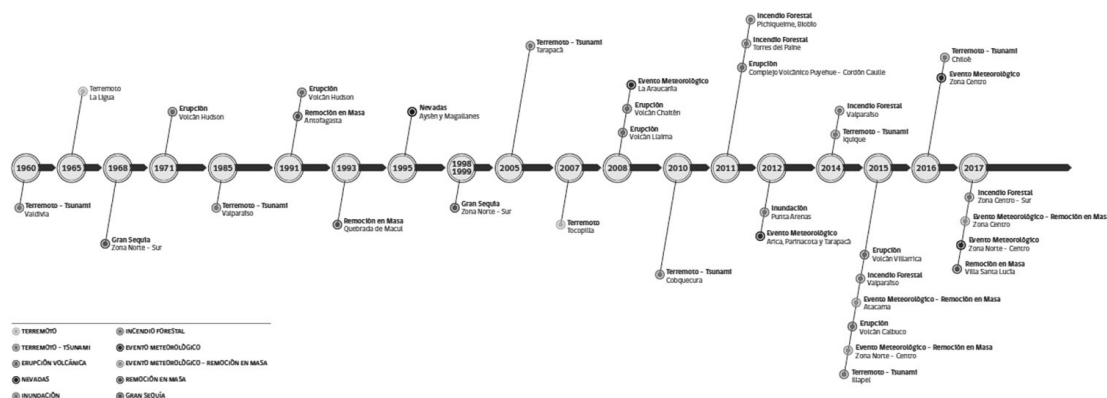 Incendio Forestal
Pichiqueime, Biobío
Incendio Forestal
Torres del Paine
Erupción
Complejo Volcánico Puyehue – Cordón Caulle
Terremoto – Tsunami
Tarapacá
Terremoto – Tsunami
Chiloé
Evento Meteorológico
Zona Centro
Evento Meteorológico
La Araucanía
Erupción
Volcán Chaitén
Erupción
Volcán Llaima
Terremoto
La Ligua
Erupción
Volcán Hudson
Erupción
Volcán Hudson
Remoción en Masa
Antofagasta
Nevadas
Aysén y Magallanes
Incendio Forestal
Valparaíso
Terremoto – Tsunami
Iquique
1960
1965
1968
1971
1985
1991
1993
1995
1998
1999
2005
2007
2008
2010
2011
2012
2014
2015
2016
2017
Terremoto – Tsunami
Valdivia
Gran Sequía
Zona Norte – Sur
Terremoto – Tsunami
Valparaíso
Remoción en Masa
Quebrada de Macul
Gran Sequía
Zona Norte – Sur
Terremoto
Tocopilla
Terremoto – Tsunami
Cobquecura
Inundación
Punta Arenas
Evento Meteorológico
Arica, Parinacota y Tarapacá
Erupción
Volcán Villarrica
Incendio Forestal
Valparaíso
Evento Meteorológico – Remoción en Masa
Atacama
Erupción
Volcán Calbuco
Evento Meteorológico – Remoción en Masa
Zona Norte – Centro
Terremoto – Tsunami
Illapel
Incendio Forestal
Zona Centro – Sur
Evento Meteorológico – Remoción en Mas
Zona Centro
Evento Meteorológico
Zona Norte – Centro
Remoción en Masa
Villa Santa Lucía
TERREMOTO
TERREMOTO – TSUNAMI
ERUPCIÓN VOLCÁNICA
NEVADAS
INUNDACIÓN
INCENDIO FORESTAL
EVENTO METEOROLÓGICO
EVENTO METEOROLÓGICO – REMOCIÓN EN MASA
REMOCIÓN EN MASA
GRAN SEQUÍA